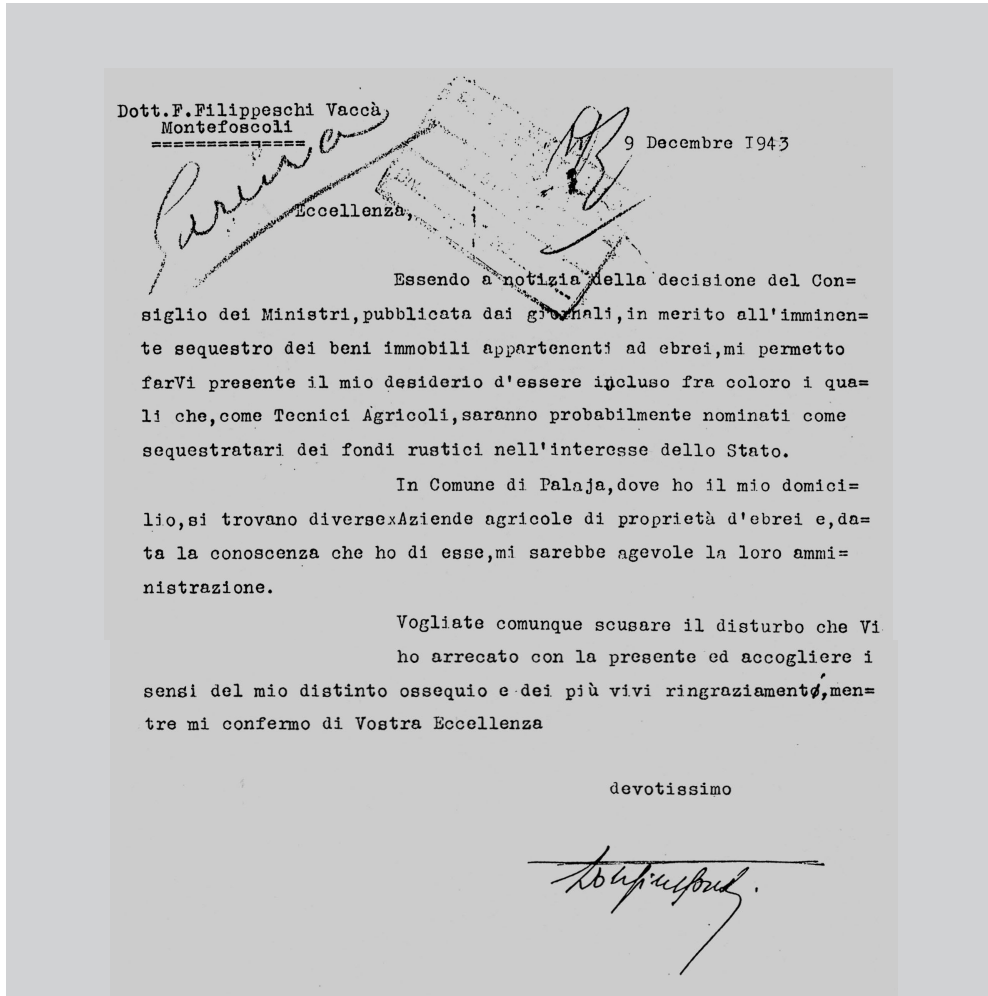 Dott.F.Filippeschi Vaccà
Montefoscoli
==============
9 Decembre I943
Eccellenza,
Essendo a notizia della decisione del Con=
siglio dei Ministri,pubblicata dai giornali,in merito all'imminen=
te sequestro dei beni immobili appartenenti ad ebrei,mi permetto
farVi presente il mio desiderio d'essere incluso fra coloro i qua=
li che,come Tecnici Agricoli,saranno probabilmente nominati come
sequestratari dei fondi rustici nell'interesse dello Stato.
In Comune di Palaja,dove ho il mio domici=
lio,si trovano diversexAziende agricole di proprietà d'ebrei e,da=
ta la conoscenza che ho di esse,mi sarebbe agevole la loro ammi=
nistrazione.
Vogliate comunque scusare il disturbo che Vi
ho arrecato con la presente ed accogliere i
sensi del mio distinto ossequio e dei più vivi ringraziamenti,men=
tre mi confermo di Vostra Eccellenza
devotissimo